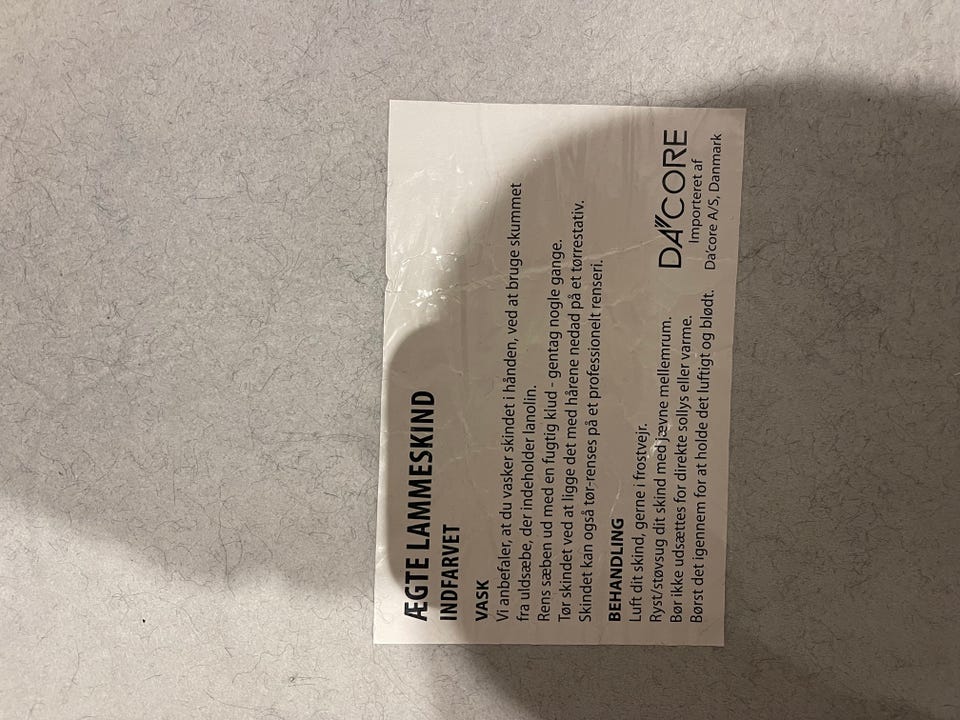 ÆGTE LAMMESKIND
INDFARVET
VASK
Vi anbefaler, at du vasker skindet i hånden, ved at bruge skummet
fra uldsæbe, der indeholder lanolin.
Rens sæben ud med en fugtig klud - gentag nogle gange.
Tør skindet ved at ligge det med hårene nedad på et tørrestativ.
Skindet kan også tør-renses på et professionelt renseri.
BEHANDLING
Luft dit skind, gerne i frostvejr.
Ryst/støvsug dit skind med jævne mellemrum.
Bør ikke udsættes for direkte sollys eller varme.
Børst det igennem for at holde det luftigt og blødt.
DA'CORE
Importeret af
Da'core A/S, Danmark